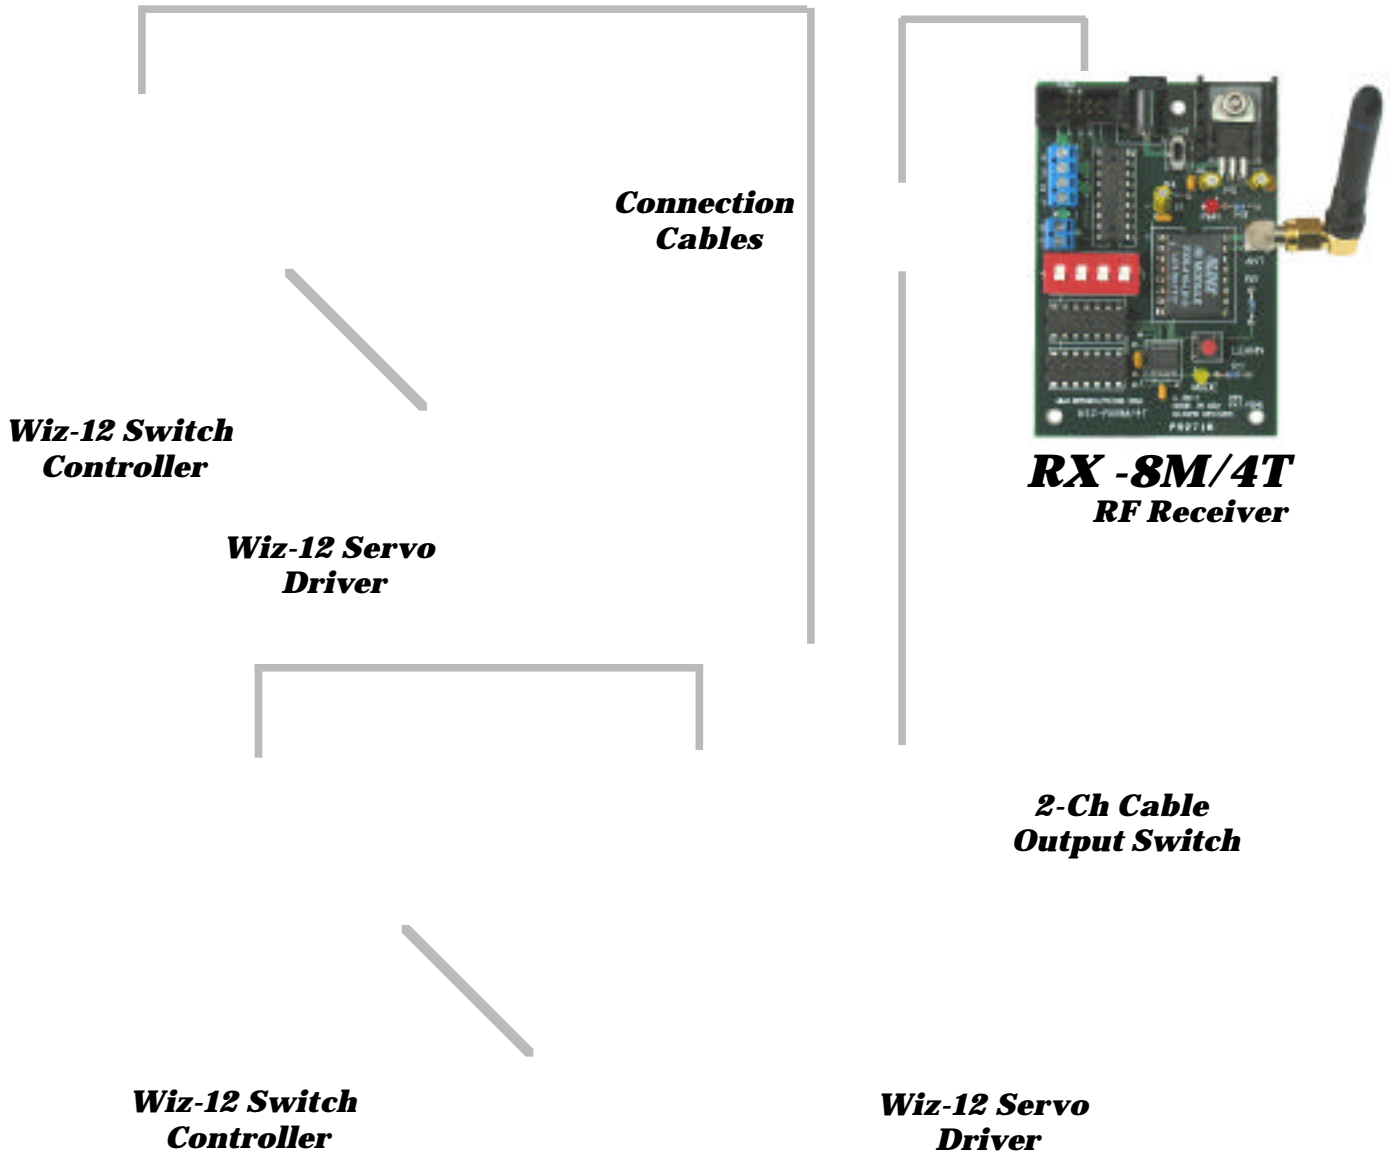 Connection
Cables
Wiz-12 Switch
Controller
RX -8M/4T
RF Receiver
Wiz-12 Servo
Driver
2-Ch Cable
Output Switch
Wiz-12 Switch
Controller
Wiz-12 Servo
Driver